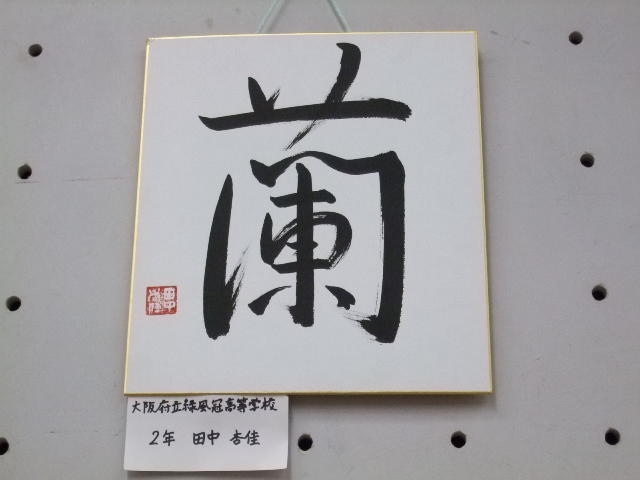 蘭
大阪府立緑風冠高等学校
2年 田中 杏佳